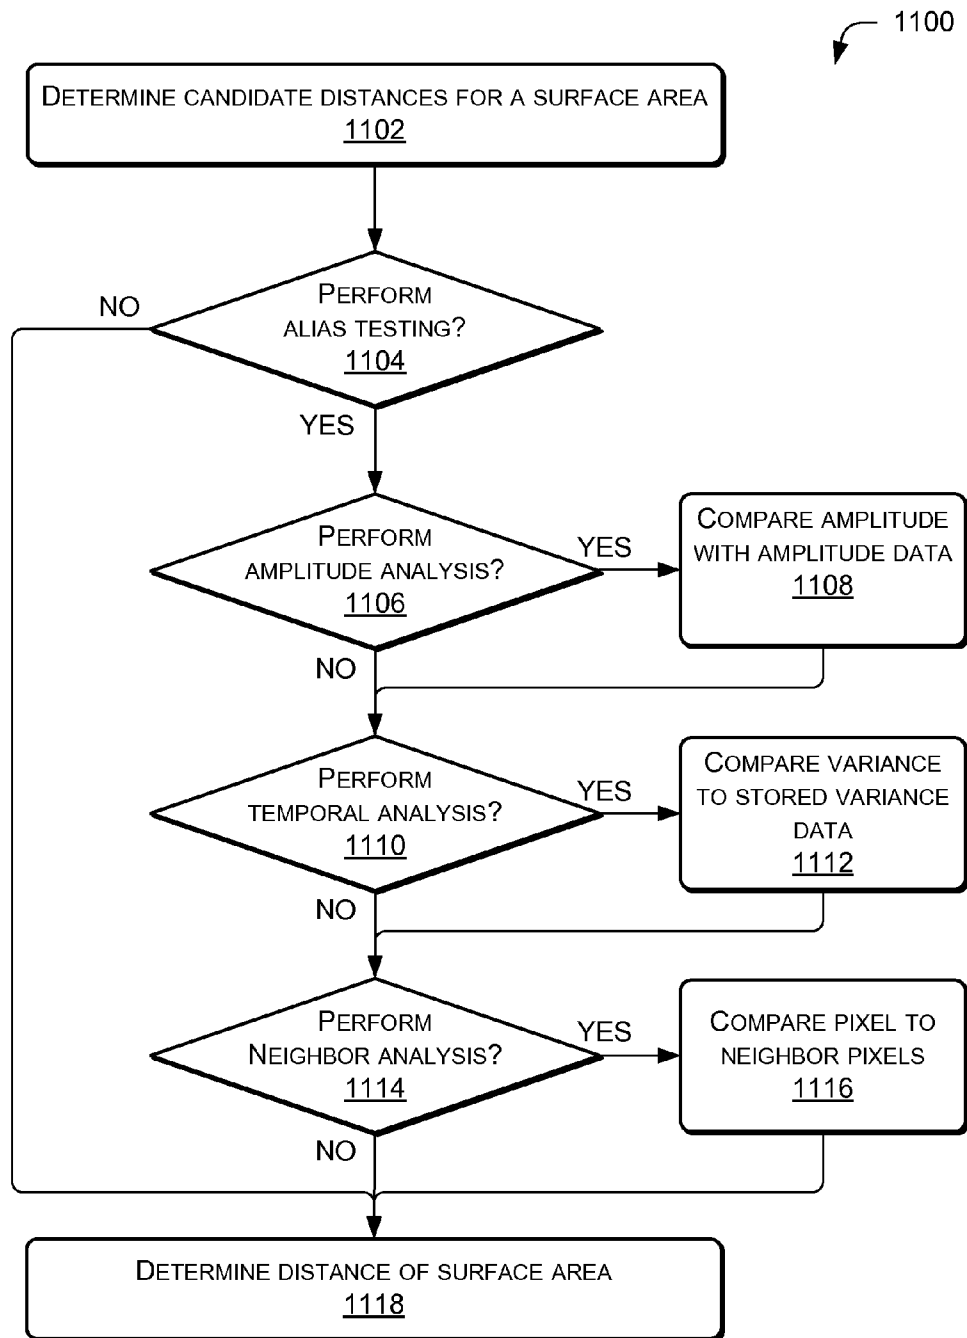 1100
DETERMINE CANDIDATE DISTANCES FOR A SURFACE AREA
1102
NO
PERFORM
ALIAS TESTING?
1104
YES
PERFORM
AMPLITUDE ANALYSIS?
1106
YES
COMPARE AMPLITUDE
WITH AMPLITUDE DATA
1108
NO
PERFORM
TEMPORAL ANALYSIS?
1110
YES
COMPARE VARIANCE
TO STORED VARIANCE
DATA
1112
NO
PERFORM
NEIGHBOR ANALYSIS?
1114
YES
COMPARE PIXEL TO
NEIGHBOR PIXELS
1116
NO
DETERMINE DISTANCE OF SURFACE AREA
1118